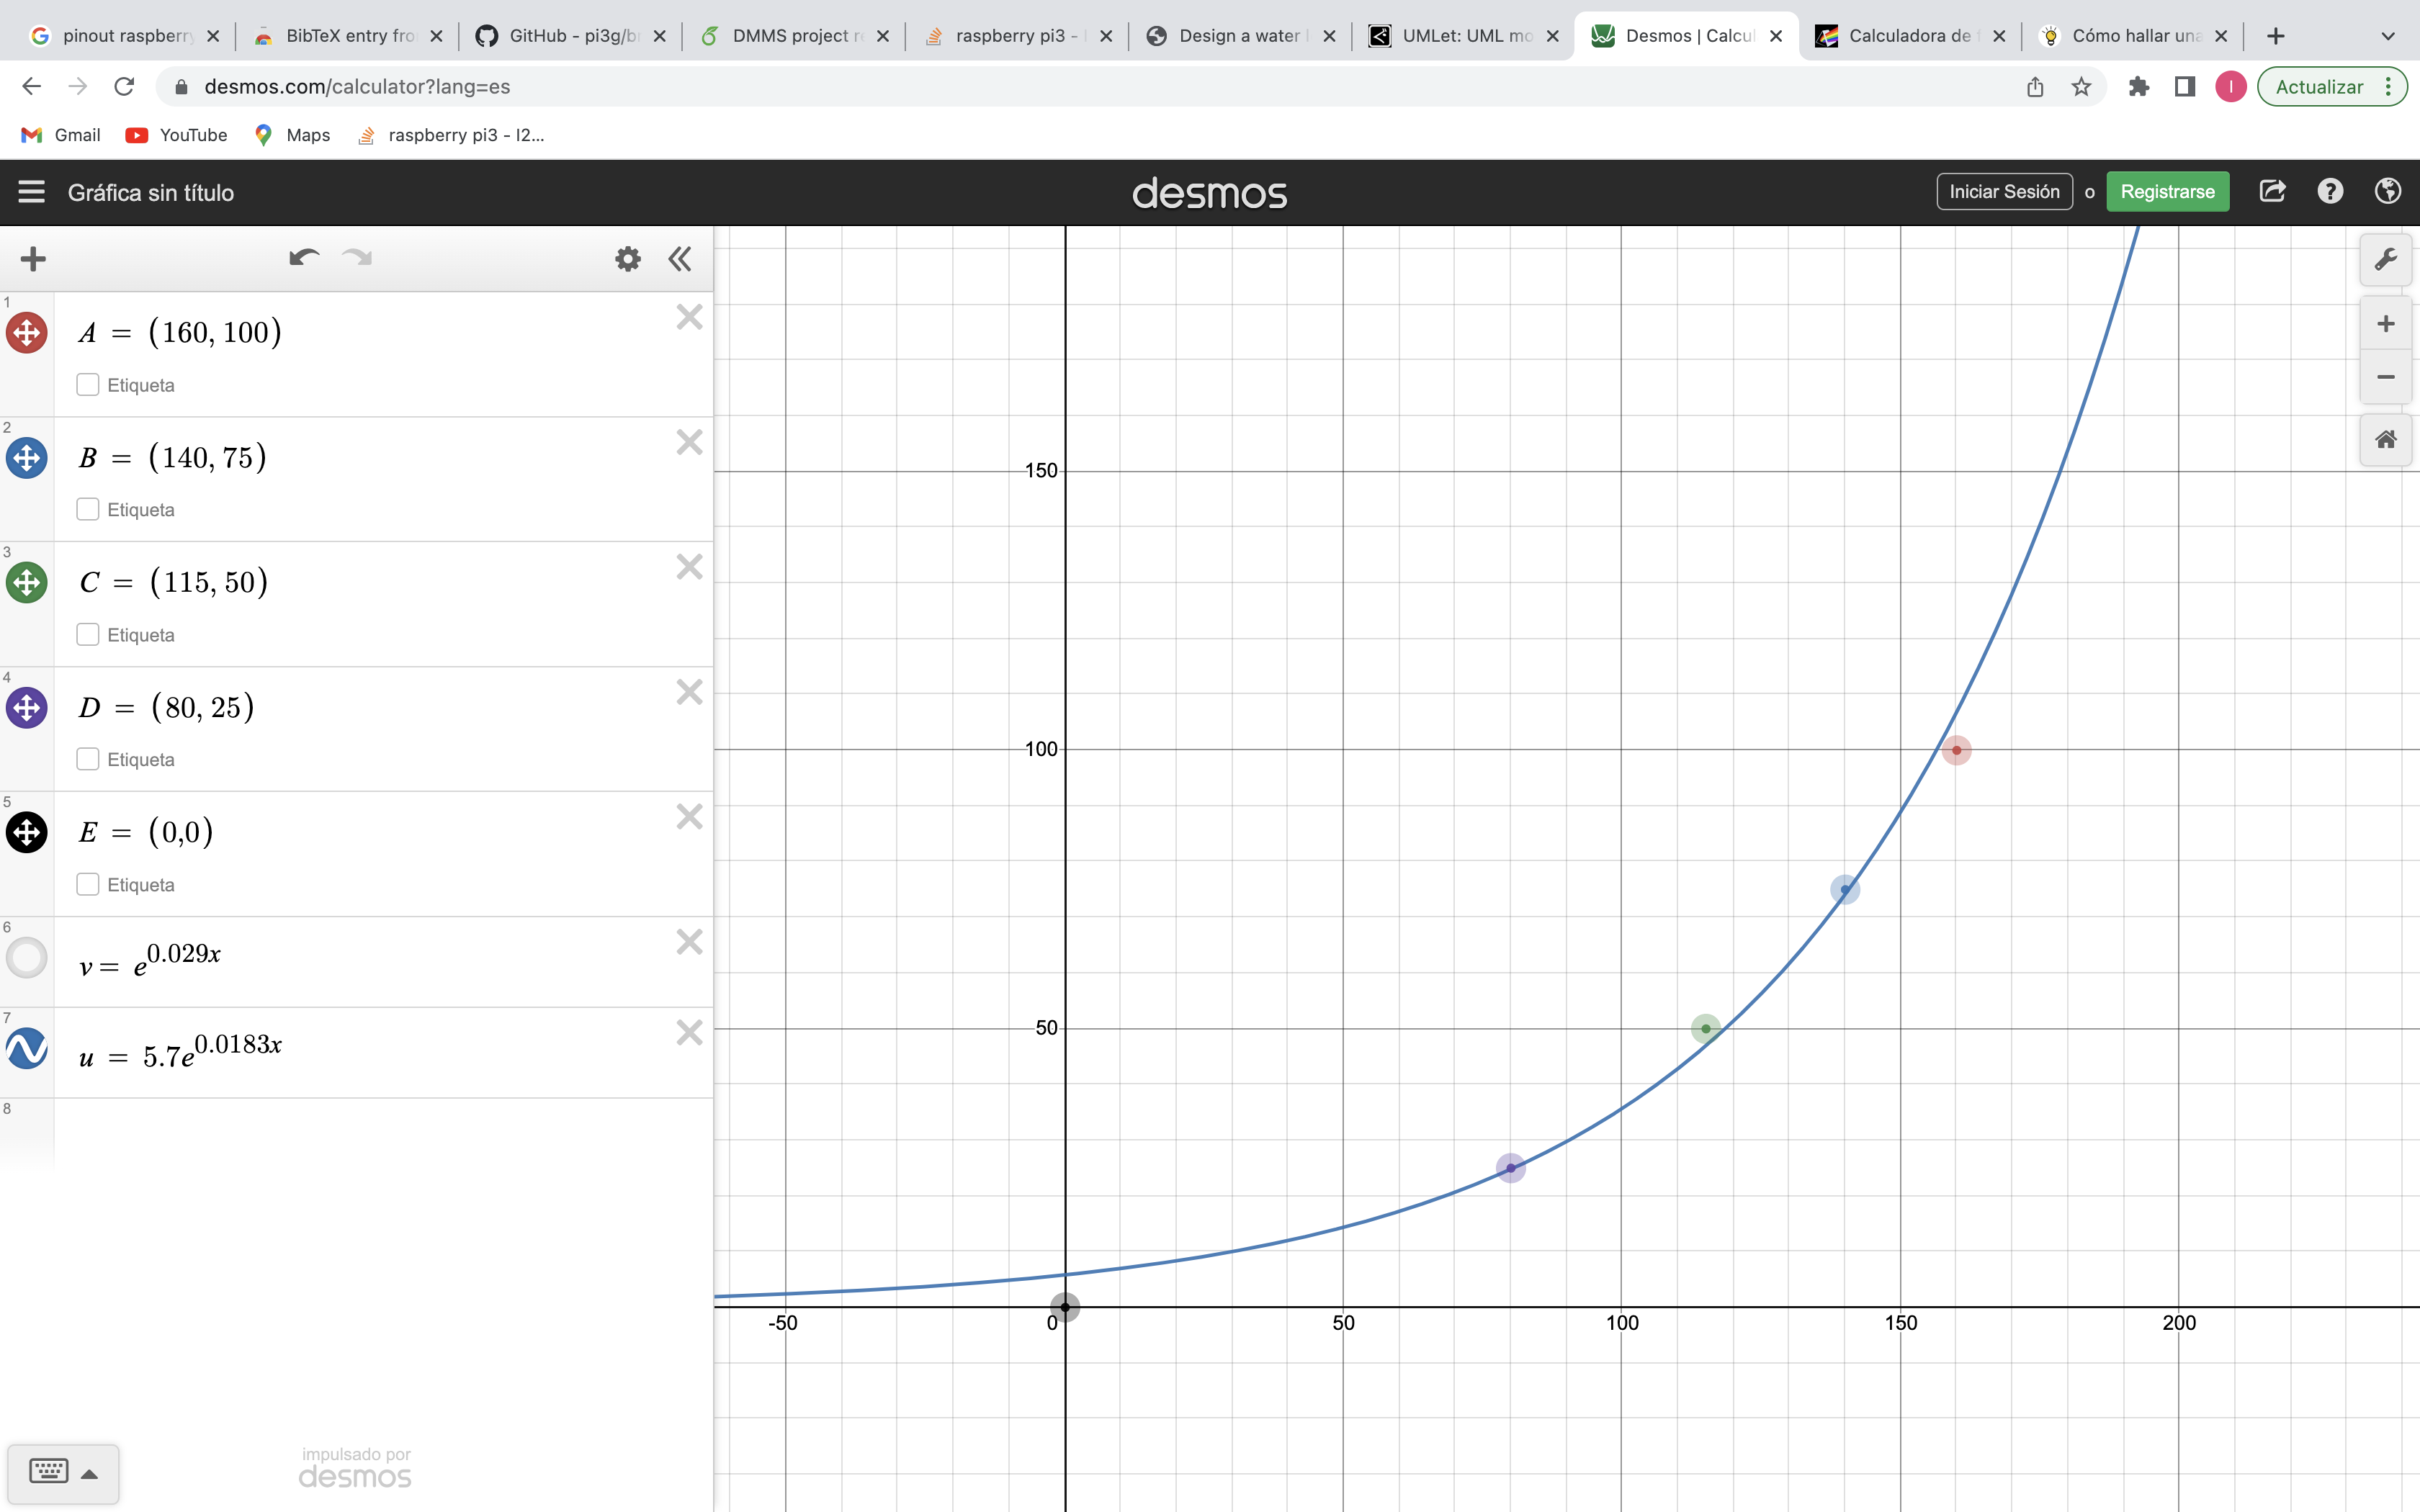 pinout raspberry
BibTeX entry fro
GitHub - pi3g/b
DMMS project r
raspberry pi3 -
Design a water
UMLet: UML mo
Desmos | Calcul
Calculadora de
Cómo hallar una
desmos.com/calculator?lang=es
Actualizar
Gmail
YouTube
Maps
raspberry pi3 - I2...
Gráfica sin título
desmos
Iniciar Sesión o Registrarse
1
A = (160, 100)
Etiqueta
2
B = (140, 75)
Etiqueta
3
C = (115, 50)
Etiqueta
4
D = (80, 25)
Etiqueta
5
E = (0,0)
Etiqueta
6
v = e^0.029x
7
u = 5.7e^0.0183x
8
impulsado por
desmos
150
100
50
-50
0
50
100
150
200